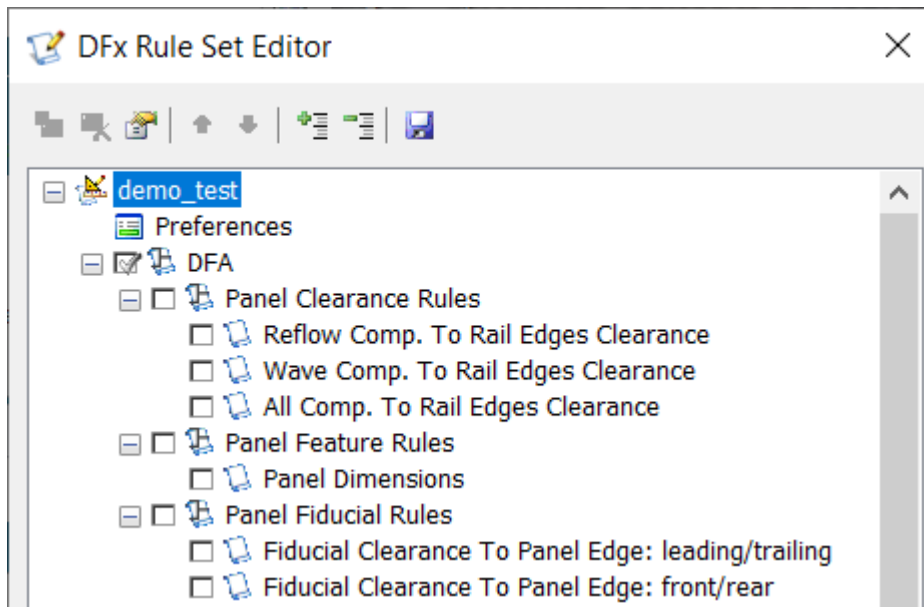 DFx Rule Set Editor
demo_test
Preferences
DFA
Panel Clearance Rules
Reflow Comp. To Rail Edges Clearance
Wave Comp. To Rail Edges Clearance
All Comp. To Rail Edges Clearance
Panel Feature Rules
Panel Dimensions
Panel Fiducial Rules
Fiducial Clearance To Panel Edge: leading/trailing
Fiducial Clearance To Panel Edge: front/rear